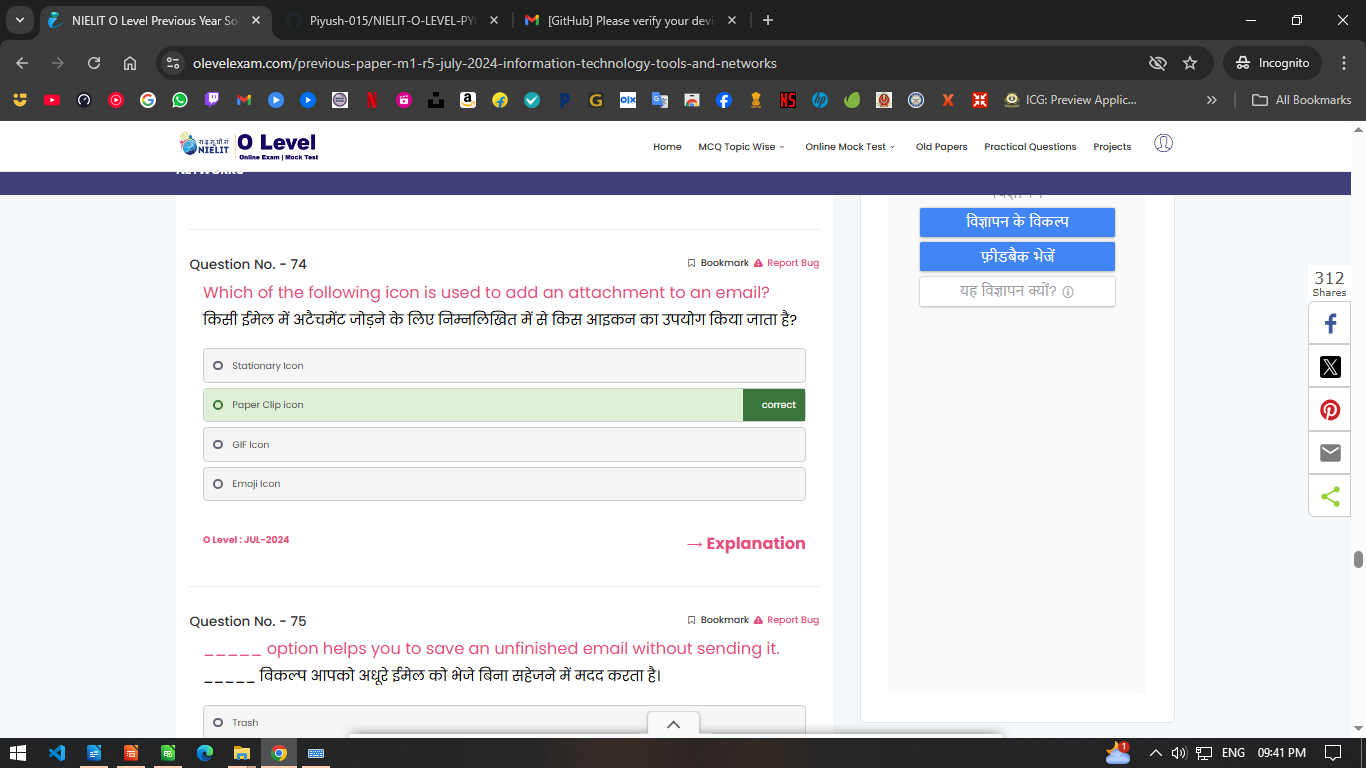 NIELIT O Level Previous Year So
Piyush-015/NIELIT-O-LEVEL-PYQ
[GitHub] Please verify your devi
olevelexam.com/previous-paper-m1-r5-july-2024-information-technology-tools-and-networks
Incognito
ICG: Preview Applic...
All Bookmarks
रा.इ.सू.प्रौ.सं
NIELIT
O Level
Online Exam | Mock Test
Home
MCQ Topic Wise
Online Mock Test
Old Papers
Practical Questions
Projects
NETWORKS
विज्ञापन
विज्ञापन के विकल्प
फ़ीडबैक भेजें
यह विज्ञापन क्यों?
312
Shares
Question No. - 74
Bookmark
Report Bug
Which of the following icon is used to add an attachment to an email?
किसी ईमेल में अटैचमेंट जोड़ने के लिए निम्नलिखित में से किस आइकन का उपयोग किया जाता है?
Stationary Icon
Paper Clip icon
correct
GIF Icon
Emoji Icon
O Level : JUL-2024
→ Explanation
Question No. - 75
Bookmark
Report Bug
_____ option helps you to save an unfinished email without sending it.
_____ विकल्प आपको अधूरे ईमेल को भेजे बिना सहेजने में मदद करता है।
Trash
1
ENG
09:41 PM